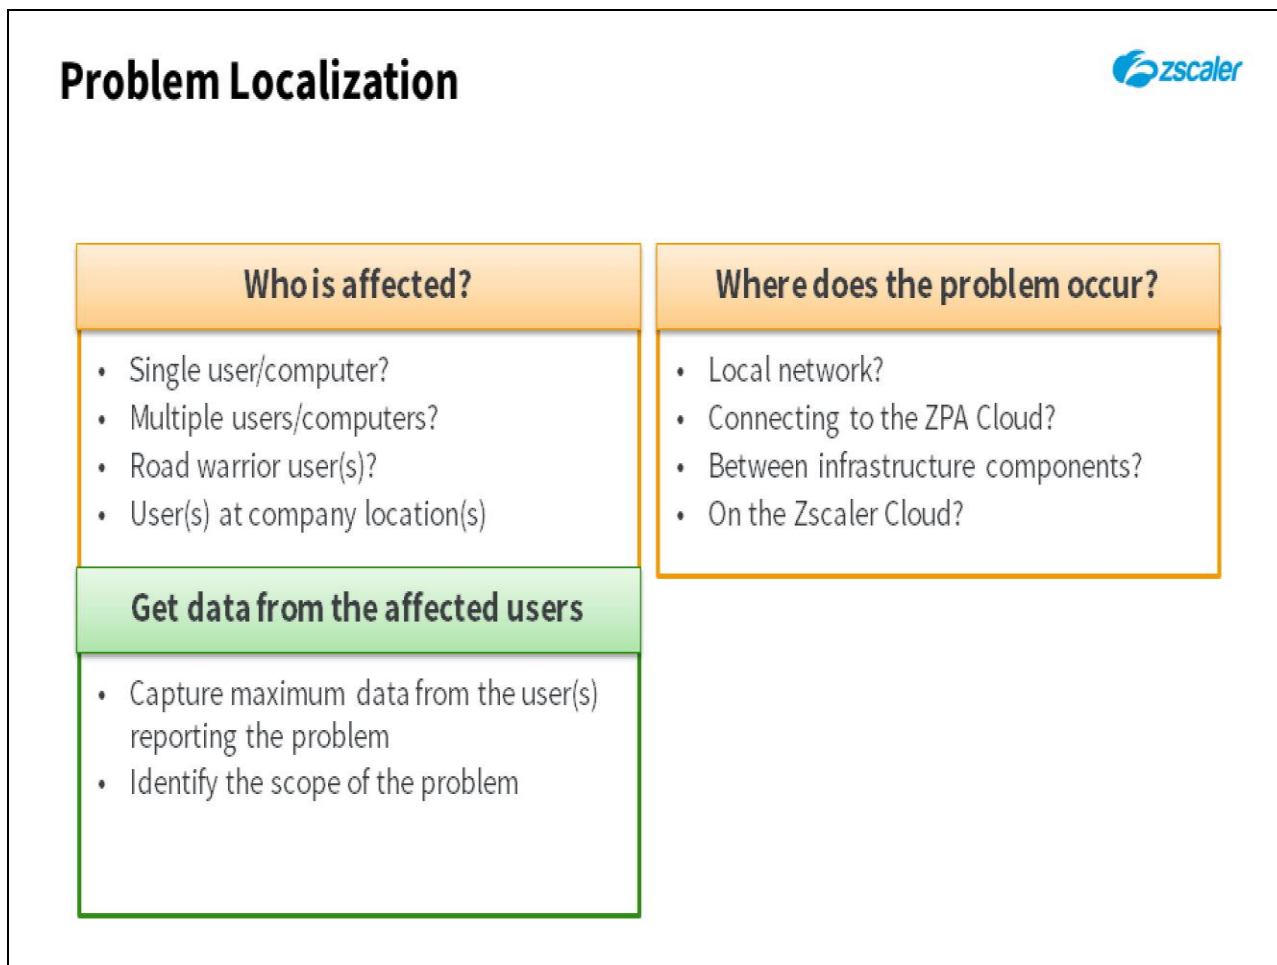 Problem Localization
zscaler
Who is affected?
• Single user/computer?
• Multiple users/computers?
• Road warrior user(s)?
• User(s) at company location(s)
Where does the problem occur?
• Local network?
• Connecting to the ZPA Cloud?
• Between infrastructure components?
• On the Zscaler Cloud?
Get data from the affected users
• Capture maximum data from the user(s)
reporting the problem
• Identify the scope of the problem